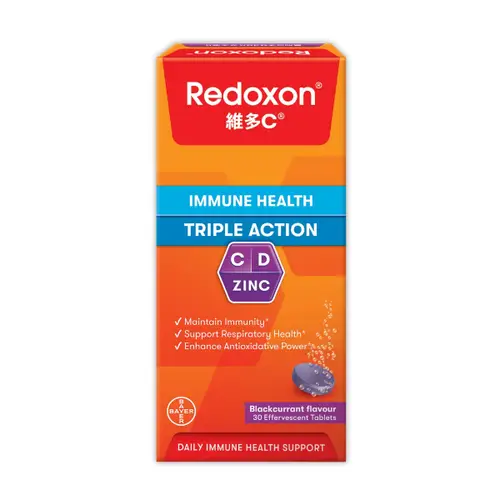 Redoxon®
維多C®
IMMUNE HEALTH
TRIPLE ACTION
C D
ZINC
✓ Maintain Immunity^
✓ Support Respiratory Health^
✓ Enhance Antioxidative Power^
BAYER
BAYER
Blackcurrant flavour
30 Effervescent Tablets
DAILY IMMUNE HEALTH SUPPORT